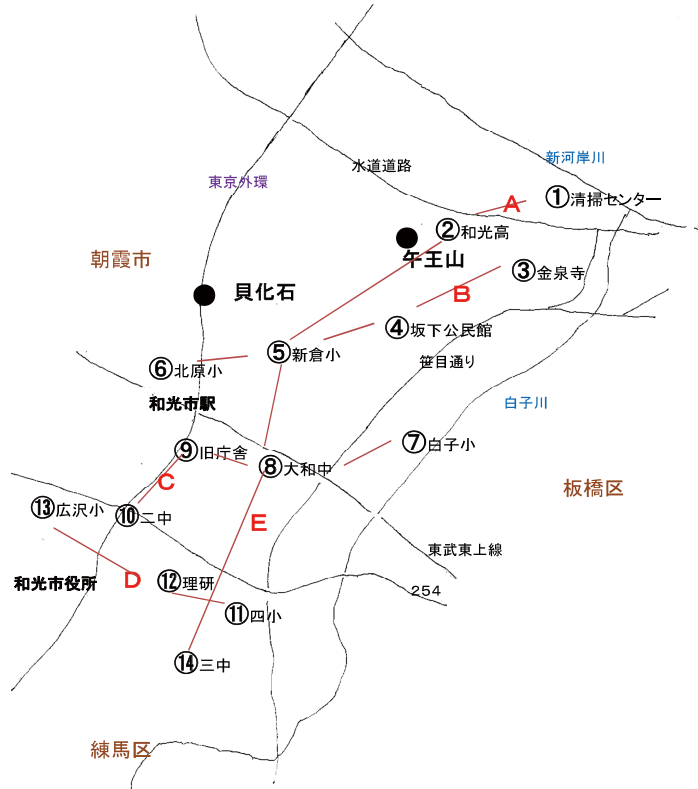 新河岸川
水道道路
東京外環
①清掃センター
A
②和光高
午王山
朝霞市
③金泉寺
貝化石
B
④坂下公民館
⑤新倉小
笹目通り
⑥北原小
和光市駅
白子川
⑦白子小
⑨旧庁舎
⑧大和中
C
板橋区
⑬広沢小
⑩二中
E
東武東上線
D
⑫理研
和光市役所
254
⑪四小
⑭三中
練馬区